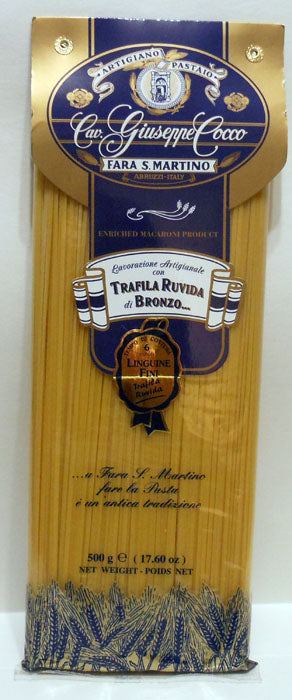 ARTIGIANO PASTAIO
Cav. Giuseppe Cocco
FARA S. MARTINO
ABRUZZI-ITALY
ENRICHED MACARONI PRODUCT
Lavorazione Artigianale
con
TRAFILA RUVIDA
di BRONZO...
6
LINGUINE
FINI
Trafila
Ruvida
...a Fara S. Martino
fare la Pasta
è un'antica tradizione
500 g ℮ (17.60 oz)
NET WEIGHT - POIDS NET